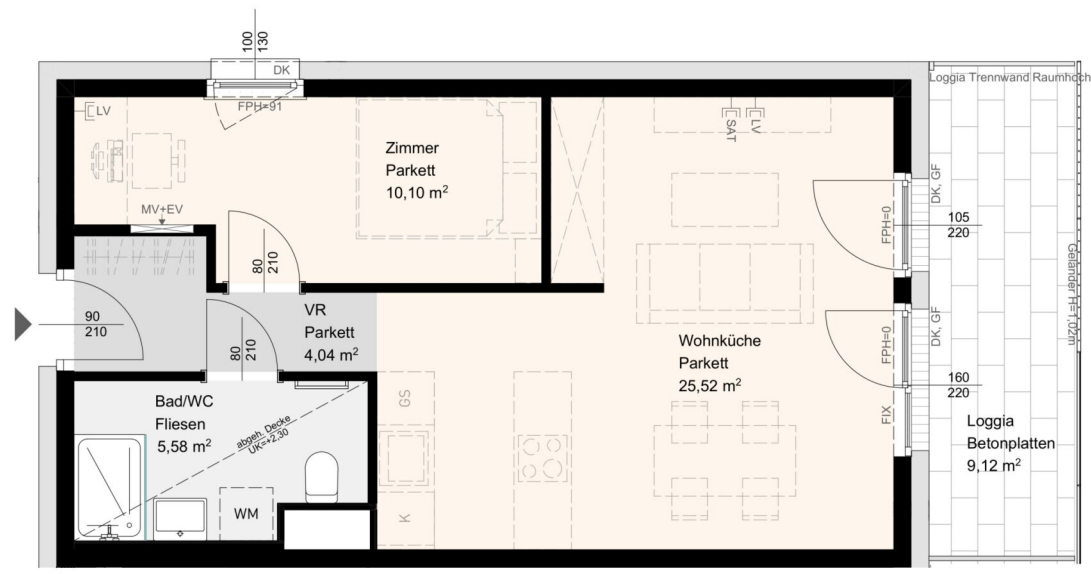 100
130
DK
FPH=91
LV
MV+EV
Zimmer
Parkett
10,10 m²
SAT
LV
Loggia Trennwand Raumhoch
DK, GF
FPH=0
105
220
Geländer H=1,02m
80
210
90
210
80
210
VR
Parkett
4,04 m²
Wohnküche
Parkett
25,52 m²
DK, GF
FPH=0
160
220
FIX
Bad/WC
Fliesen
5,58 m²
abgeh. Decke
UK=+2,30
GS
K
WM
Loggia
Betonplatten
9,12 m²